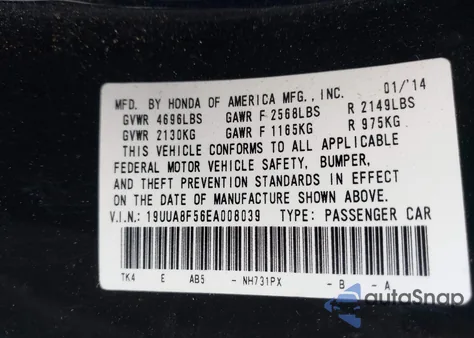 MFD. BY HONDA OF AMERICA MFG., INC. 01/'14
GVWR 4696LBS GAWR F 2568LBS R 2149LBS
GVWR 2130KG GAWR F 1165KG R 975KG
THIS VEHICLE CONFORMS TO ALL APPLICABLE
FEDERAL MOTOR VEHICLE SAFETY, BUMPER,
AND THEFT PREVENTION STANDARDS IN EFFECT
ON THE DATE OF MANUFACTURE SHOWN ABOVE.
V.I.N.: 19UUA8F56EA008039 TYPE: PASSENGER CAR
TK4 E AB5 - NH731PX - B - A
autoSnap